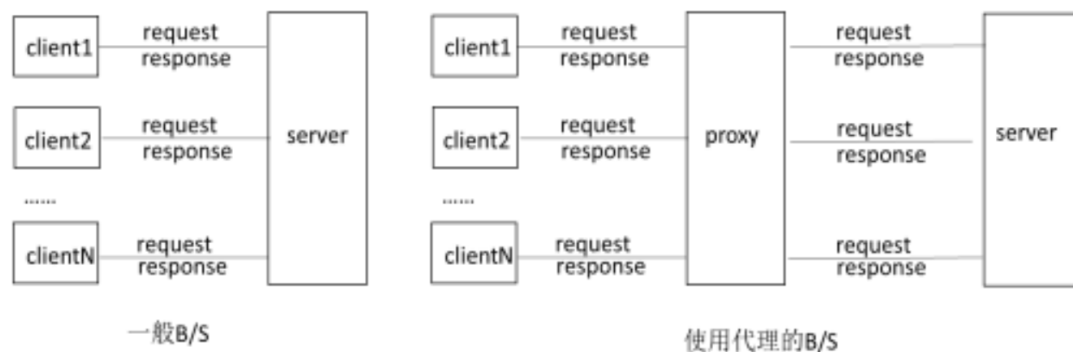 client1
request
response
client2
request
response
server
……
clientN
request
response
一般B/S
client1
request
response
request
response
client2
request
response
proxy
request
response
server
……
clientN
request
response
request
response
使用代理的B/S